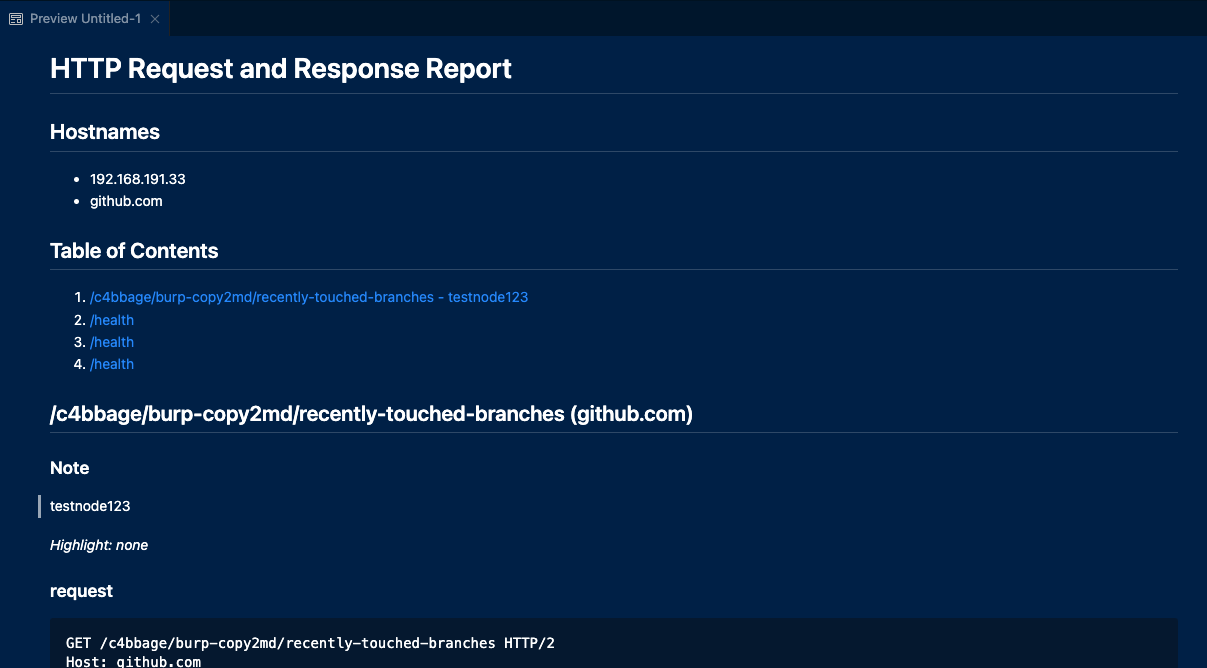 Preview Untitled-1
HTTP Request and Response Report
Hostnames
• 192.168.191.33
• github.com
Table of Contents
1. /c4bbage/burp-copy2md/recently-touched-branches - testnode123
2. /health
3. /health
4. /health
/c4bbage/burp-copy2md/recently-touched-branches (github.com)
Note
testnode123
Highlight: none
request
GET /c4bbage/burp-copy2md/recently-touched-branches HTTP/2
Host: github.com